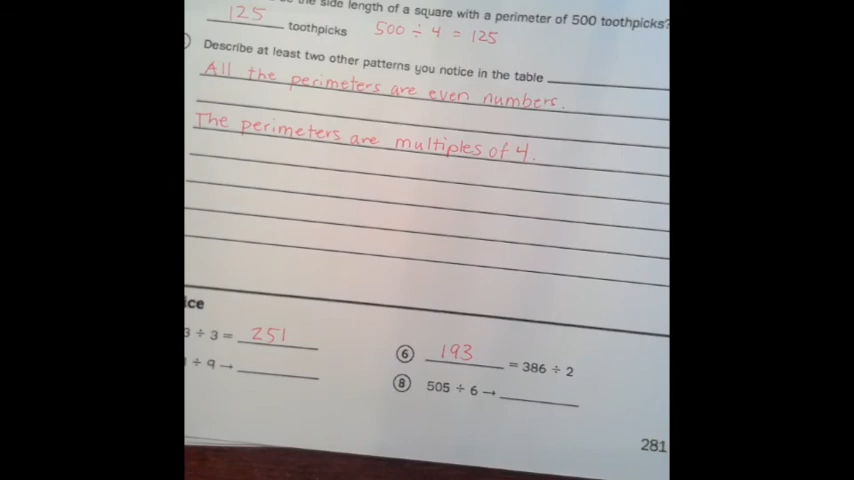 the side length of a square with a perimeter of 500 toothpicks?
125 toothpicks 500 ÷ 4 = 125
Describe at least two other patterns you notice in the table
All the perimeters are even numbers.
The perimeters are multiples of 4.
ice
3 ÷ 3 = 251
6 193 = 386 ÷ 2
÷ 9 →
8 505 ÷ 6 →
281